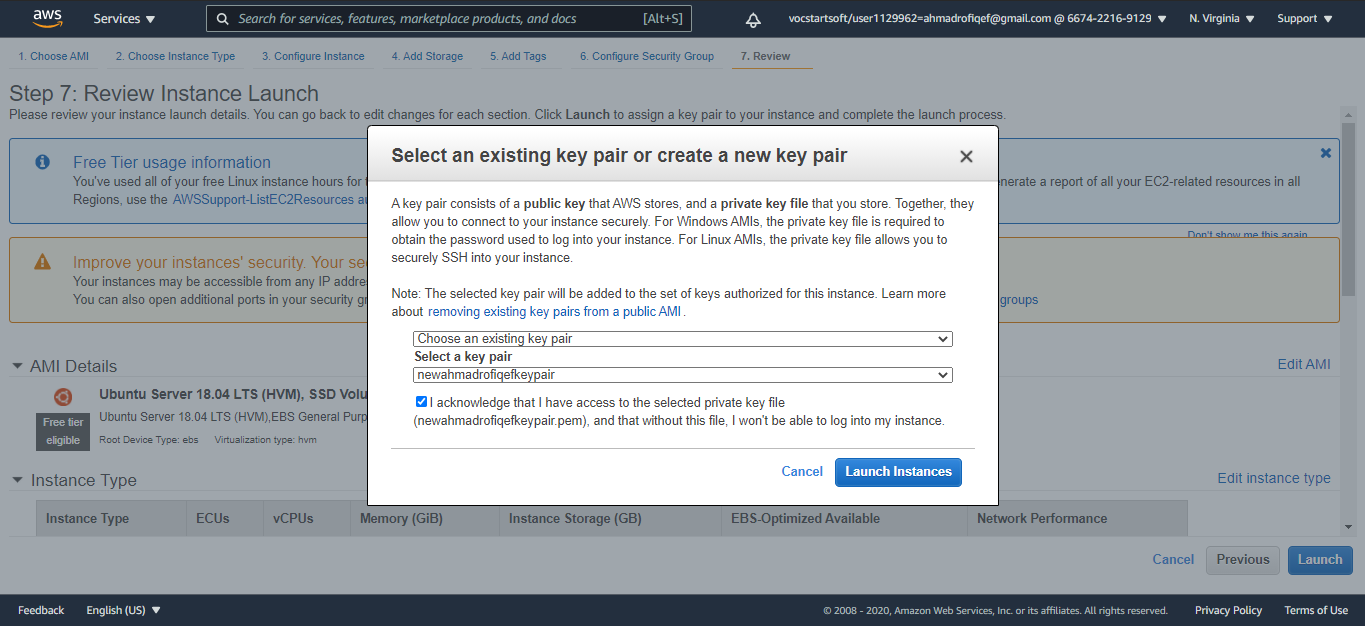 aws
Services
Search for services, features, marketplace products, and docs [Alt+S]
vocstartsoft/user1129962=ahmadrofiqef@gmail.com @ 6674-2216-9129
N. Virginia
Support
1. Choose AMI 2. Choose Instance Type 3. Configure Instance 4. Add Storage 5. Add Tags 6. Configure Security Group 7. Review
Step 7: Review Instance Launch
Please review your instance launch details. You can go back to edit changes for each section. Click Launch to assign a key pair to your instance and complete the launch process.
Free Tier usage information
You've used all of your free Linux instance hours for
nerate a report of all your EC2-related resources in all
Regions, use the AWSSupport-ListEC2Resources
Don't show me this again
Improve your instances' security. Your
Your instances may be accessible from any IP
You can also open additional ports in your security
groups
Select an existing key pair or create a new key pair
A key pair consists of a public key that AWS stores, and a private key file that you store. Together, they
allow you to connect to your instance securely. For Windows AMIs, the private key file is required to
obtain the password used to log into your instance. For Linux AMIs, the private key file allows you to
securely SSH into your instance.
Note: The selected key pair will be added to the set of keys authorized for this instance. Learn more
about removing existing key pairs from a public AMI .
Choose an existing key pair
Select a key pair
newahmadrofiqefkeypair
I acknowledge that I have access to the selected private key file
(newahmadrofiqefkeypair.pem), and that without this file, I won't be able to log into my instance.
Cancel Launch Instances
AMI Details
Edit AMI
Ubuntu Server 18.04 LTS (HVM), SSD Volu
Free tier
eligible
Ubuntu Server 18.04 LTS (HVM),EBS General Purp
Root Device Type: ebs Virtualization type: hvm
Instance Type
Edit instance type
Instance Type ECUs vCPUs Memory (GiB) Instance Storage (GB) EBS-Optimized Available Network Performance
Cancel Previous Launch
Feedback English (US) © 2008 - 2020, Amazon Web Services, Inc. or its affiliates. All rights reserved. Privacy Policy Terms of Use